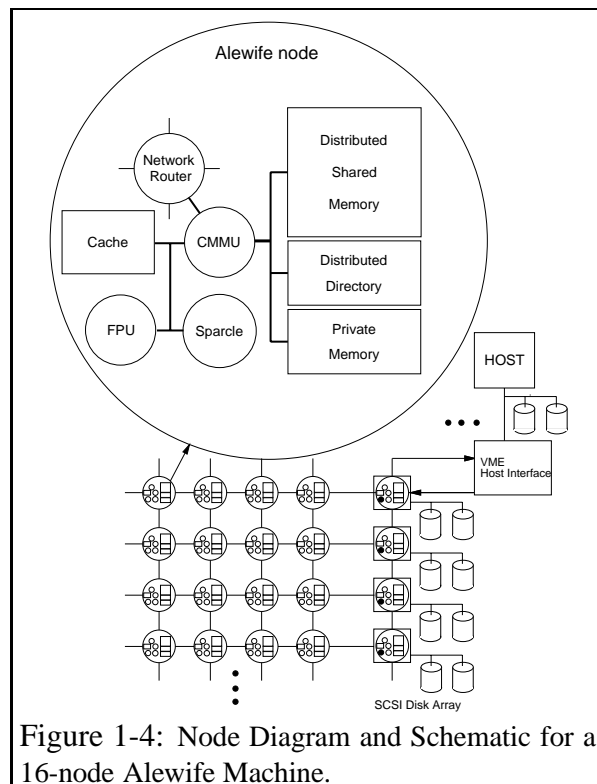 Alewife node
Network
Router
Cache
CMMU
FPU
Sparcle
Distributed
Shared
Memory
Distributed
Directory
Private
Memory
HOST
VME
Host Interface
SCSI Disk Array
Figure 1-4: Node Diagram and Schematic for a
16-node Alewife Machine.